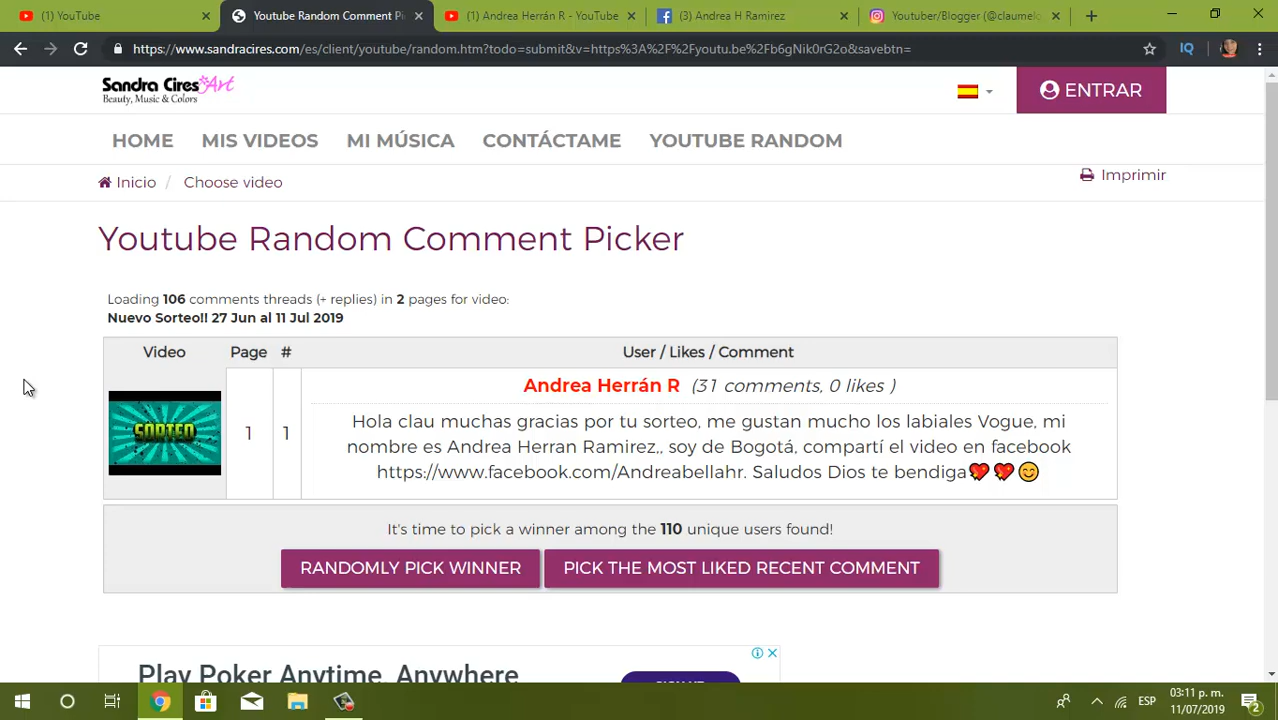 (1) YouTube
Youtube Random Comment Pi
(1) Andrea Herrán R - YouTube
(3) Andrea H Ramirez
Youtuber/Blogger (@claumelo
https://www.sandracires.com/es/client/youtube/random.htm?todo=submit&v=https%3A%2F%2Fyoutu.be%2Fb6gNik0rG2o&savebtn=
IQ
Sandra Cires Art
Beauty, Music & Colors
ENTRAR
HOME MIS VIDEOS MI MÚSICA CONTÁCTAME YOUTUBE RANDOM
Inicio / Choose video
Imprimir
Youtube Random Comment Picker
Loading 106 comments threads (+ replies) in 2 pages for video:
Nuevo Sorteo!! 27 Jun al 11 Jul 2019
Video Page # User / Likes / Comment
SORTEO
1 1
Andrea Herrán R (31 comments, 0 likes )
Hola clau muchas gracias por tu sorteo, me gustan mucho los labiales Vogue, mi
nombre es Andrea Herran Ramirez,, soy de Bogotá, compartí el video en facebook
https://www.facebook.com/Andreabellahr. Saludos Dios te bendiga💖💖😊
It's time to pick a winner among the 110 unique users found!
RANDOMLY PICK WINNER PICK THE MOST LIKED RECENT COMMENT
Play Poker Anytime, Anywhere
ESP
03:11 p. m.
11/07/2019
2